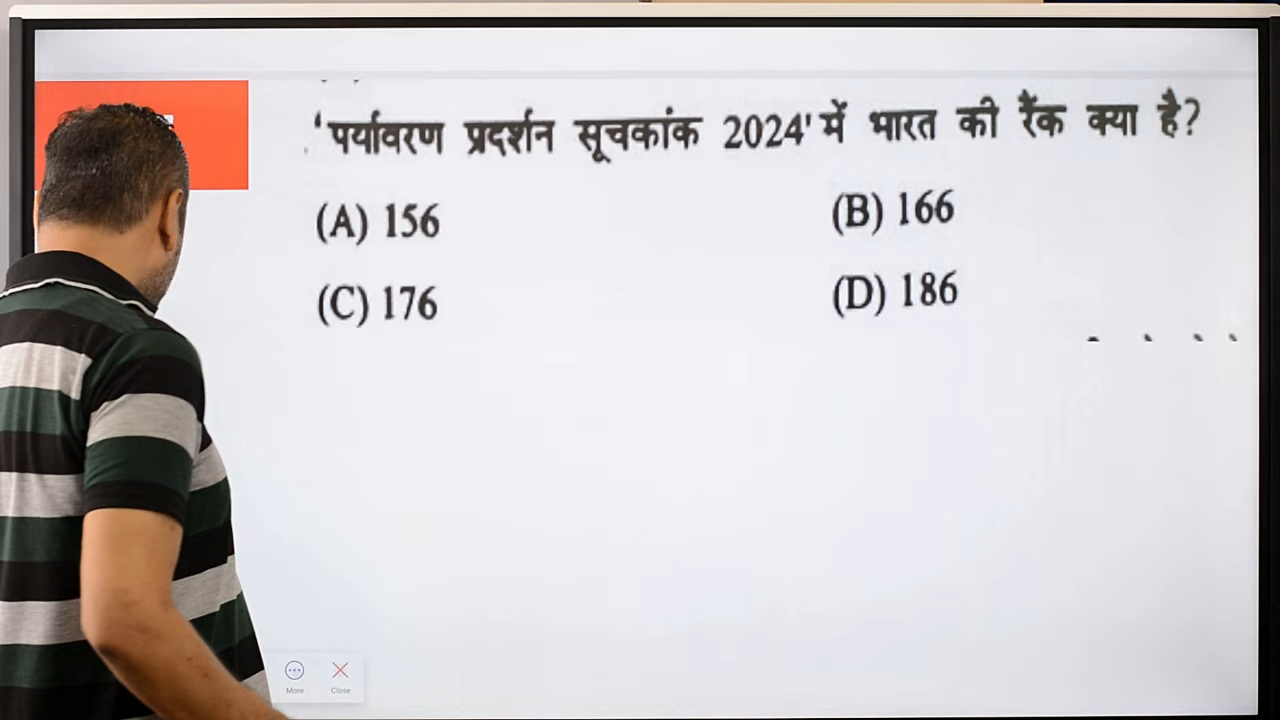 'पर्यावरण प्रदर्शन सूचकांक 2024' में भारत की रैंक क्या है?
(A) 156
(B) 166
(C) 176
(D) 186
More
Close